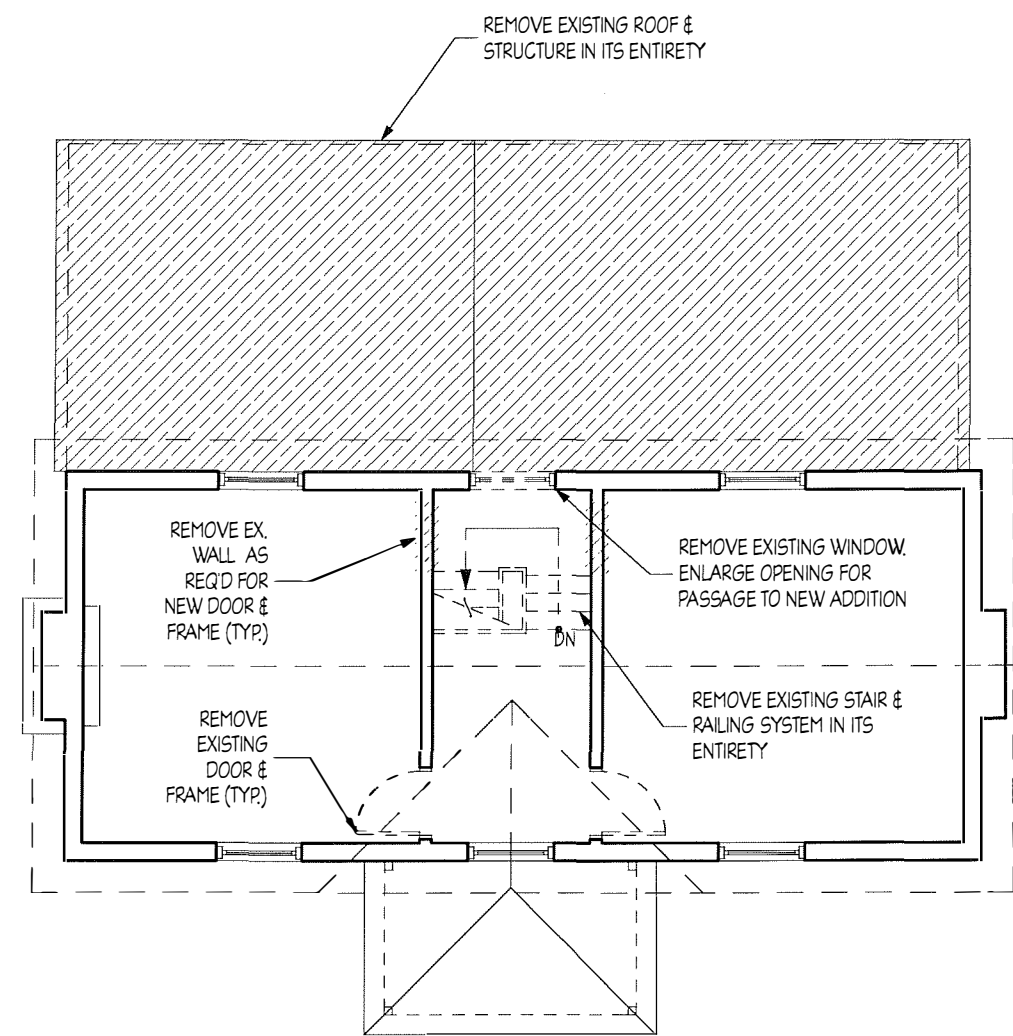 REMOVE EXISTING ROOF &
STRUCTURE IN ITS ENTIRETY
REMOVE EX.
WALL AS
REQ'D FOR
NEW DOOR &
FRAME (TYP.)
REMOVE EXISTING WINDOW.
ENLARGE OPENING FOR
PASSAGE TO NEW ADDITION
DN
REMOVE EXISTING STAIR &
RAILING SYSTEM IN ITS
ENTIRETY
REMOVE
EXISTING
DOOR &
FRAME (TYP.)